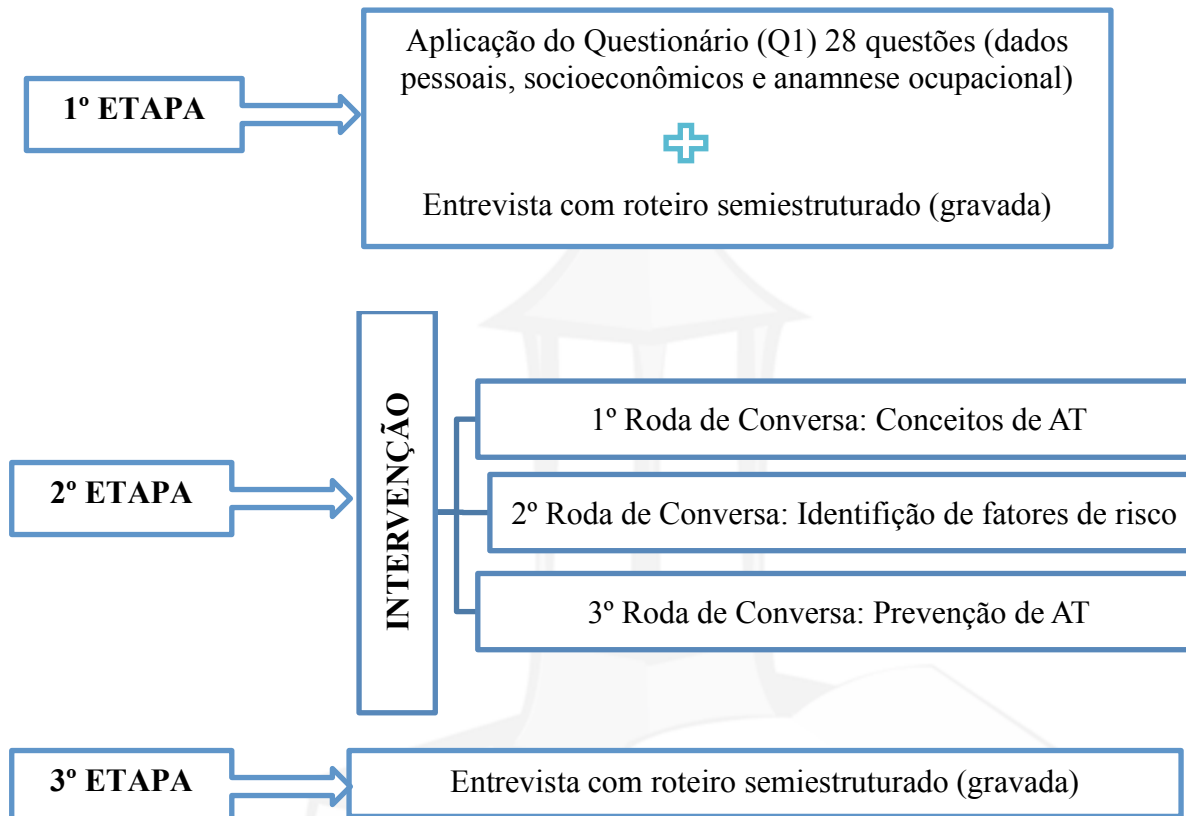 1º ETAPA
Aplicação do Questionário (Q1) 28 questões (dados
pessoais, socioeconômicos e anamnese ocupacional)
Entrevista com roteiro semiestruturado (gravada)
2º ETAPA
INTERVENÇÃO
1º Roda de Conversa: Conceitos de AT
2º Roda de Conversa: Identifição de fatores de risco
3º Roda de Conversa: Prevenção de AT
3º ETAPA
Entrevista com roteiro semiestruturado (gravada)